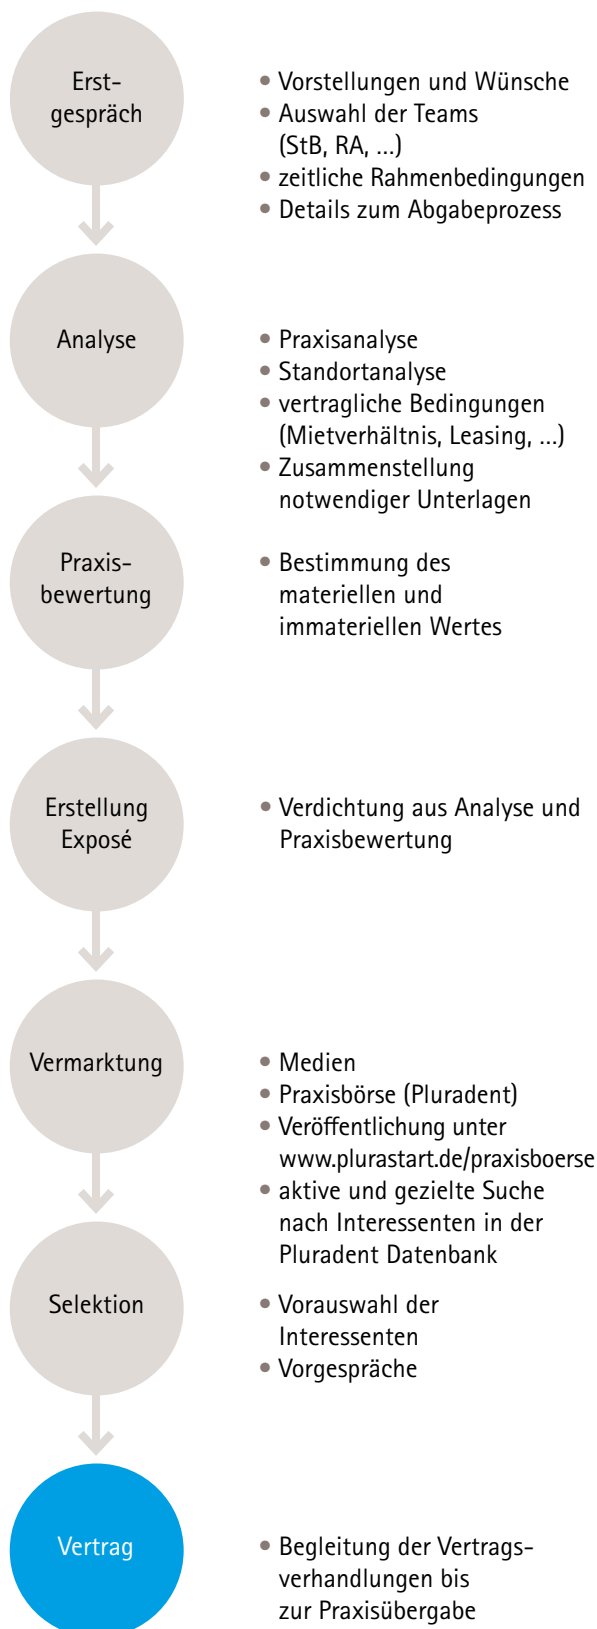 Erst-
gespräch
• Vorstellungen und Wünsche
• Auswahl der Teams
(StB, RA, ...)
• zeitliche Rahmenbedingungen
• Details zum Abgabeprozess
Analyse
• Praxisanalyse
• Standortanalyse
• vertragliche Bedingungen
(Mietverhältnis, Leasing, ...)
• Zusammenstellung
notwendiger Unterlagen
Praxis-
bewertung
• Bestimmung des
materiellen und
immateriellen Wertes
Erstellung
Exposé
• Verdichtung aus Analyse und
Praxisbewertung
Vermarktung
• Medien
• Praxisbörse (Pluradent)
• Veröffentlichung unter
www.plurastart.de/praxisboerse
• aktive und gezielte Suche
nach Interessenten in der
Pluradent Datenbank
Selektion
• Vorauswahl der
Interessenten
• Vorgespräche
Vertrag
• Begleitung der Vertrags-
verhandlungen bis
zur Praxisübergabe